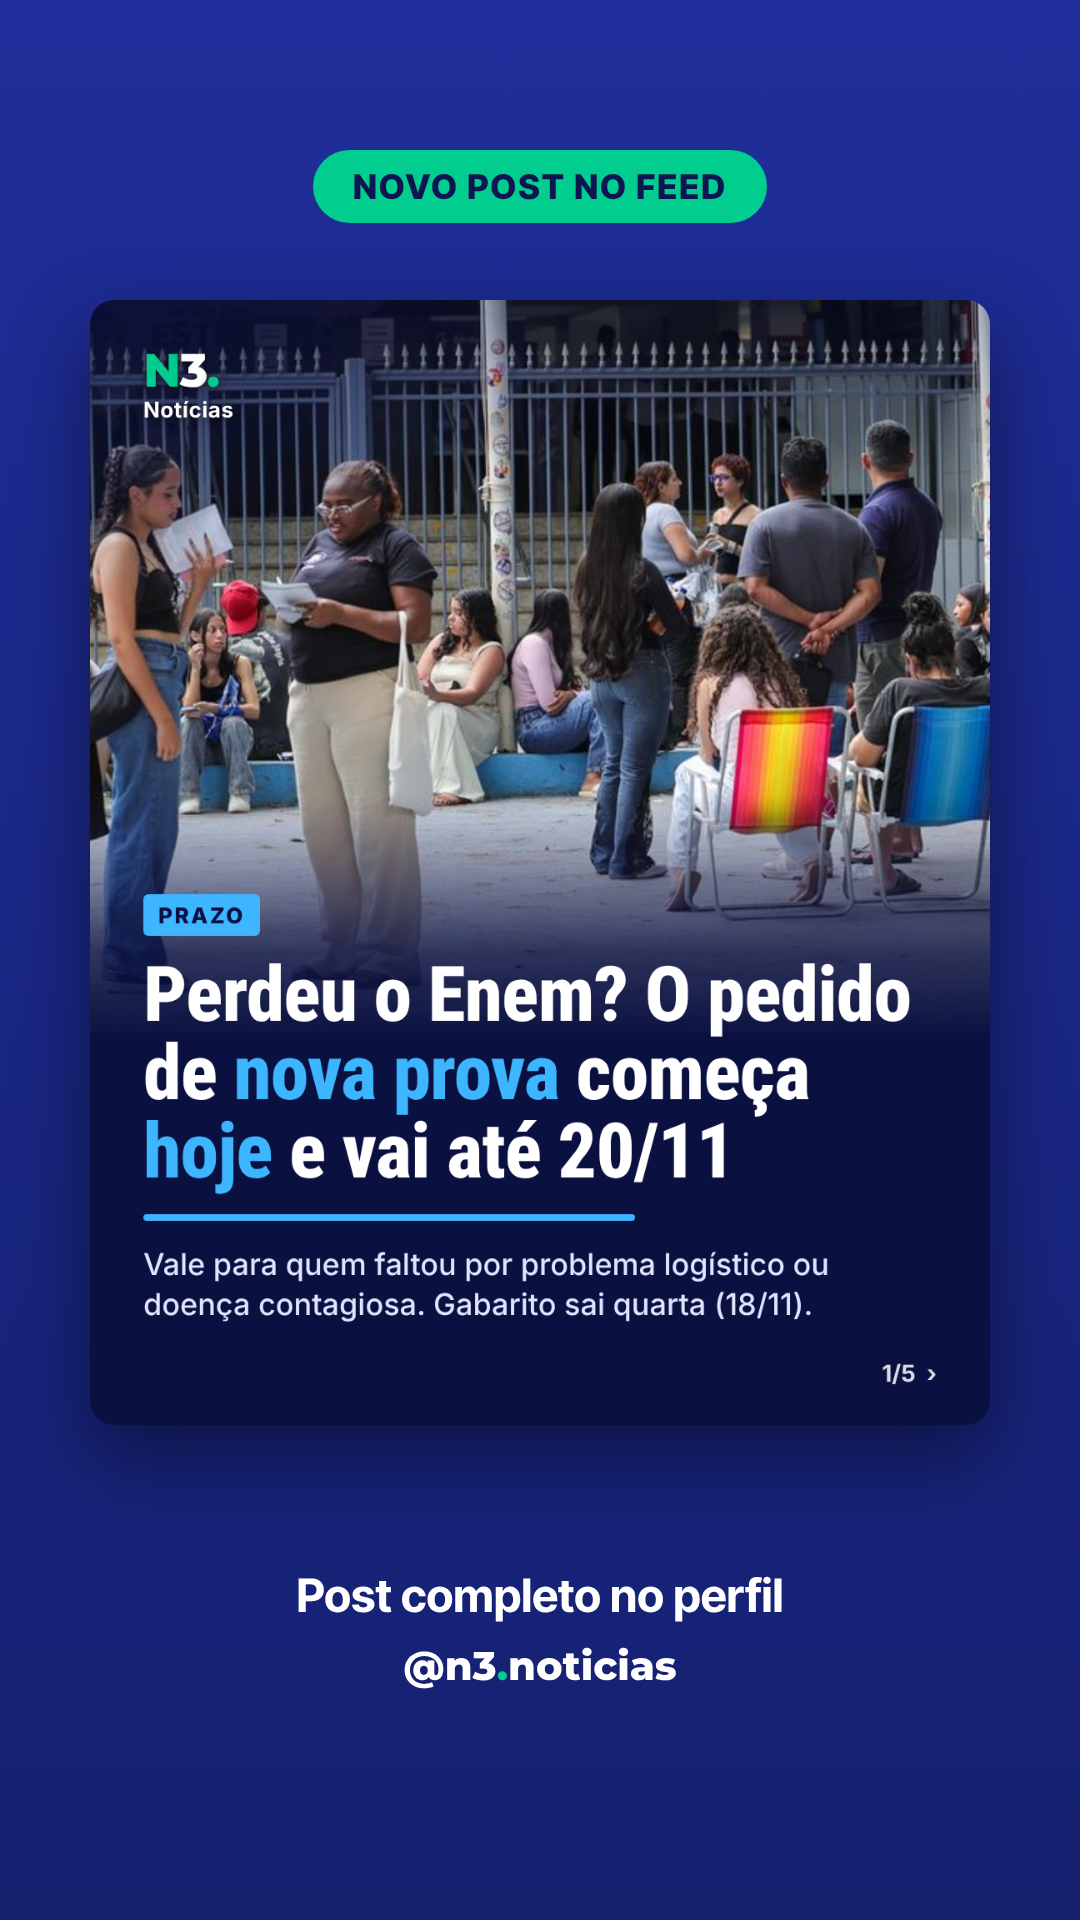 NOVO POST NO FEED
N3.
Notícias
PRAZO
Perdeu o Enem? O pedido
de nova prova começa
hoje e vai até 20/11
Vale para quem faltou por problema logístico ou
doença contagiosa. Gabarito sai quarta (18/11).
1/5 ›
Post completo no perfil
@n3.noticias